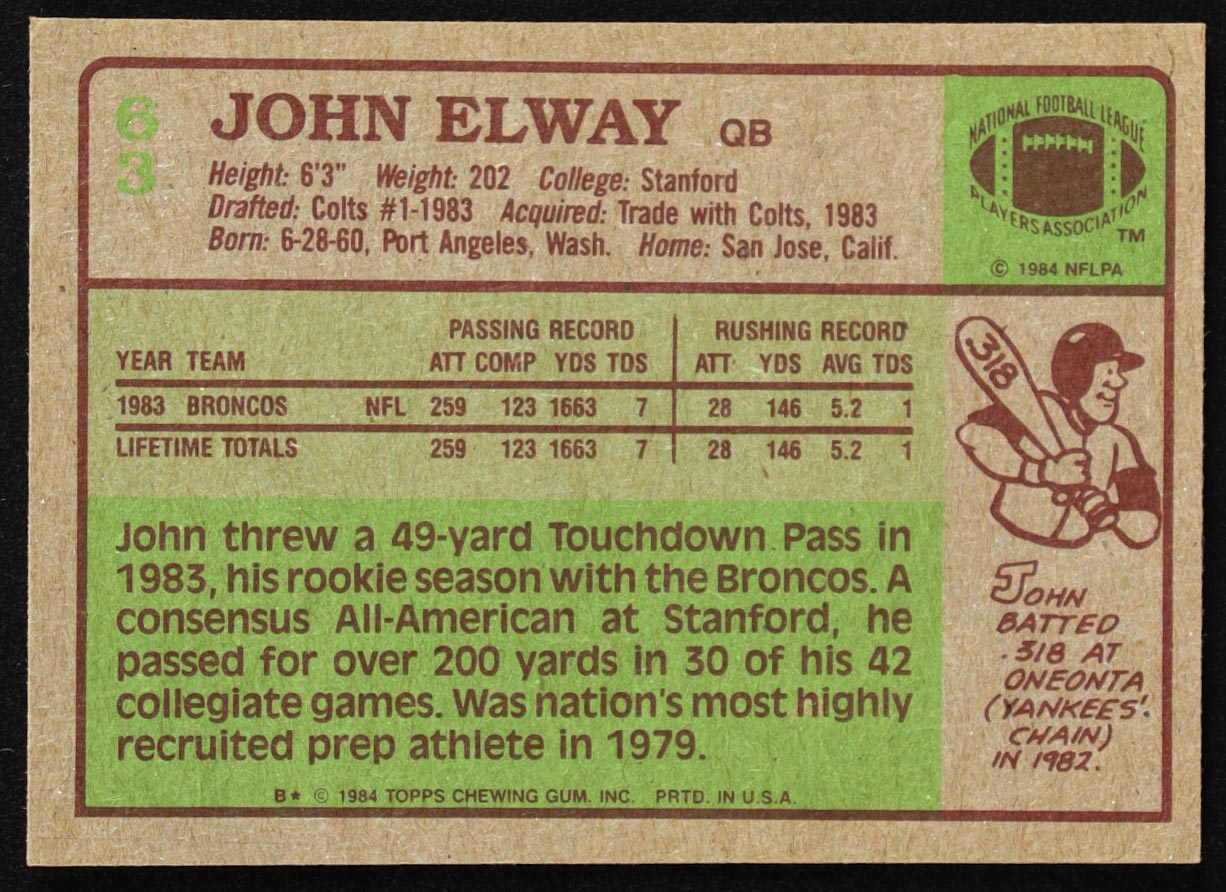 63
JOHN ELWAY QB
Height: 6'3" Weight: 202 College: Stanford
Drafted: Colts #1-1983 Acquired: Trade with Colts, 1983
Born: 6-28-60, Port Angeles, Wash. Home: San Jose, Calif.
NATIONAL FOOTBALL LEAGUE
PLAYERS ASSOCIATION
TM
© 1984 NFLPA
PASSING RECORD RUSHING RECORD
YEAR TEAM ATT COMP YDS TDS ATT YDS AVG TDS
1983 BRONCOS NFL 259 123 1663 7 28 146 5.2 1
LIFETIME TOTALS 259 123 1663 7 28 146 5.2 1
John threw a 49-yard Touchdown Pass in
1983, his rookie season with the Broncos. A
consensus All-American at Stanford, he
passed for over 200 yards in 30 of his 42
collegiate games. Was nation's most highly
recruited prep athlete in 1979.
318
JOHN
BATTED
.318 AT
ONEONTA
(YANKEES'
CHAIN)
IN 1982.
B* © 1984 TOPPS CHEWING GUM. INC. PRTD. IN U.S.A.